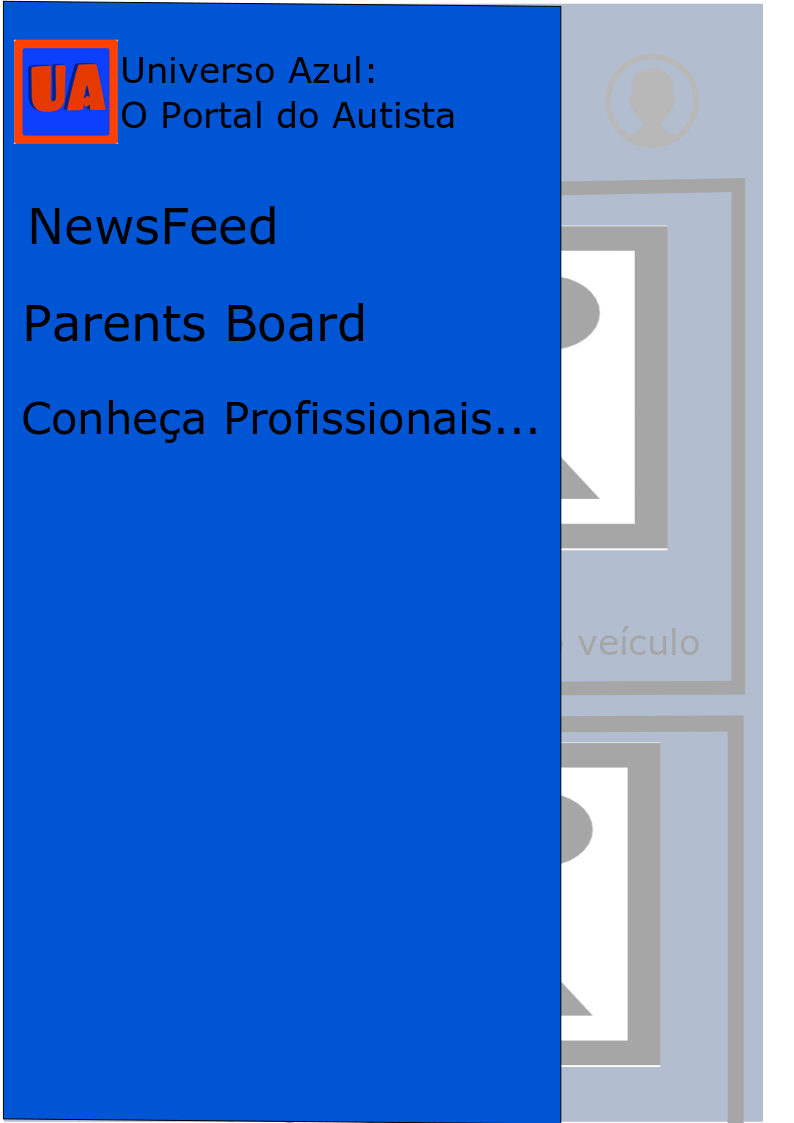 UA
Universo Azul:
O Portal do Autista
NewsFeed
Parents Board
Conheça Profissionais...
veículo